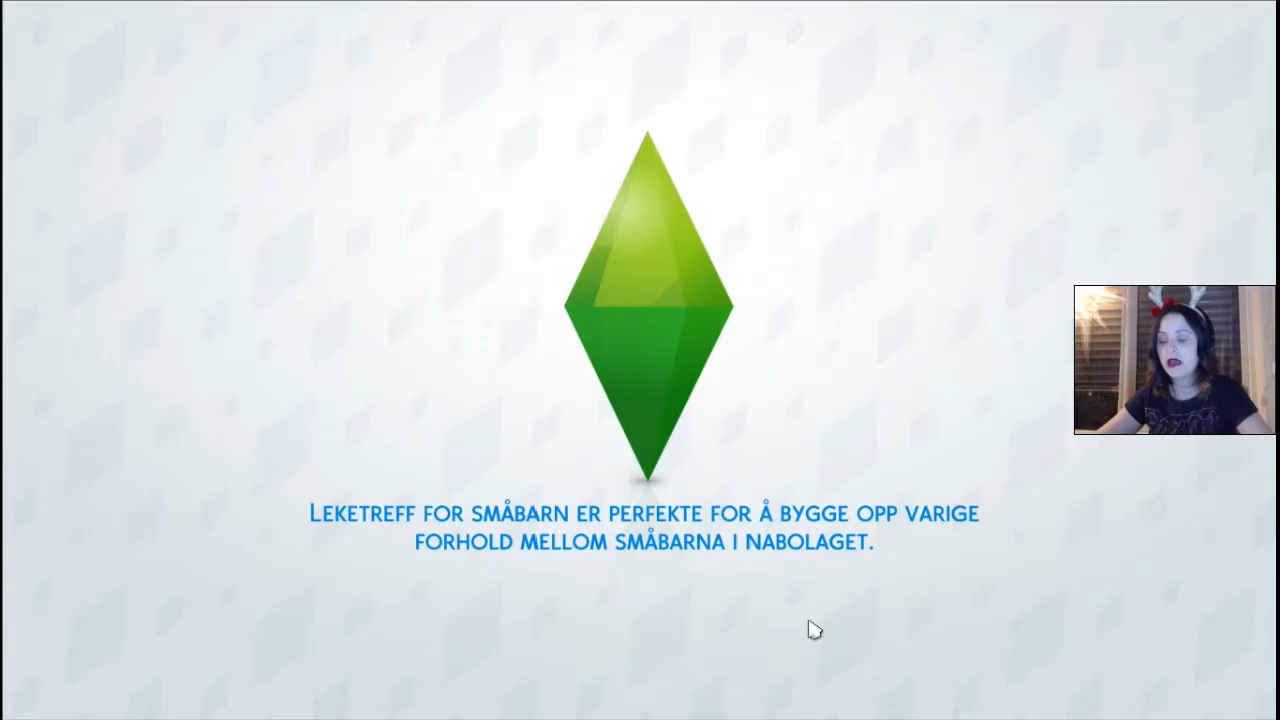 LEKETREFF FOR SMÅBARN ER PERFEKTE FOR Å BYGGE OPP VARIGE
FORHOLD MELLOM SMÅBARNA I NABOLAGET.